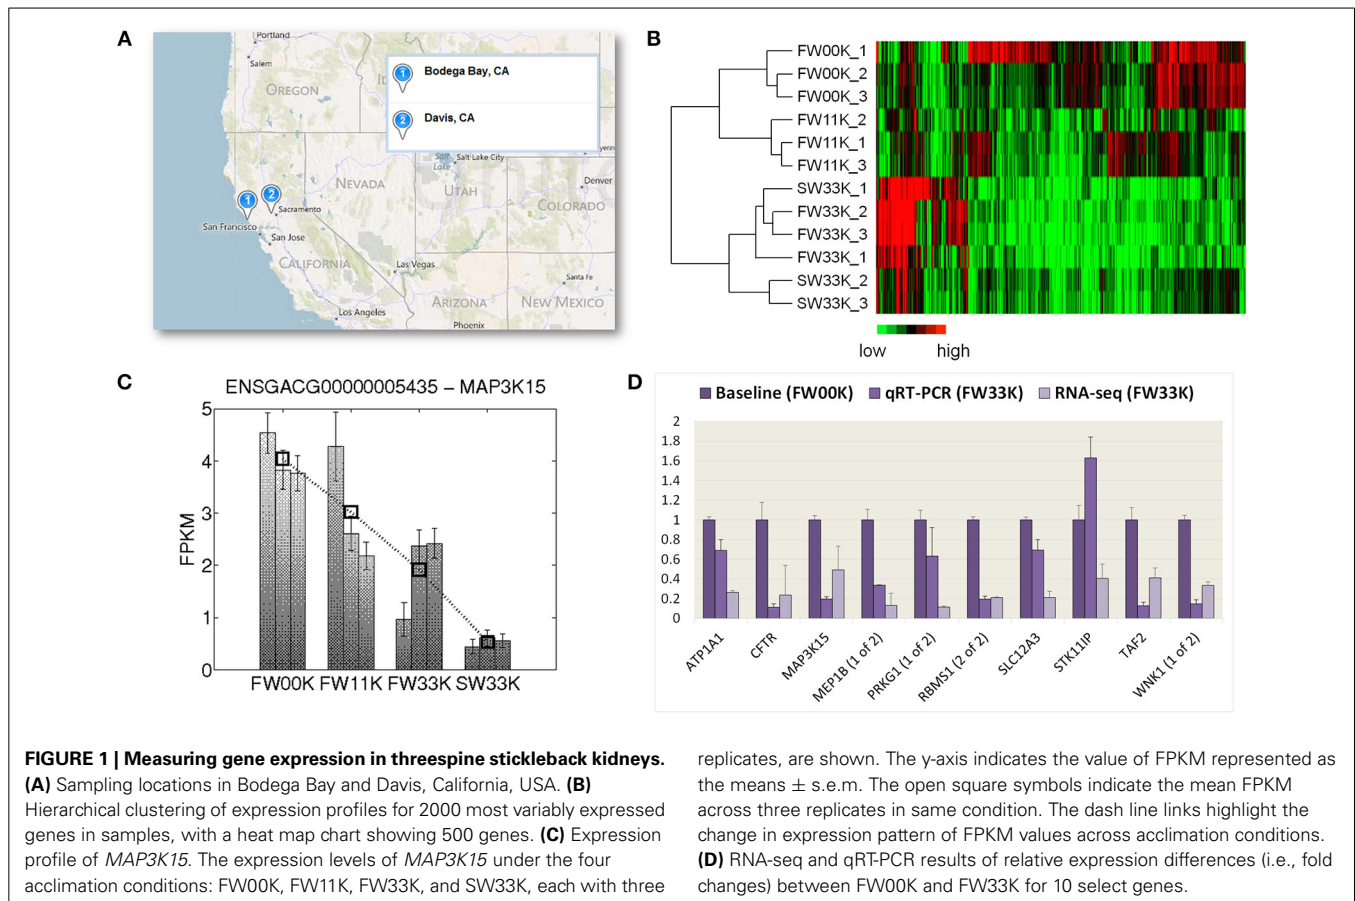 A
Portland
Salem
OREGON
1 Bodega Bay, CA
2 Davis, CA
Salt Lake
Salt Lake City
NEVADA
UTAH
Denver
COLORADO
1
2
Sacramento
San Francisco
San Jose
CALIFORNIA
Las Vegas
Santa Fe
ARIZONA
NEW MEXICO
Los Angeles
Phoenix
B
FW00K_1
FW00K_2
FW00K_3
FW11K_2
FW11K_1
FW11K_3
SW33K_1
FW33K_2
FW33K_3
FW33K_1
SW33K_2
SW33K_3
low high
C
ENSGACG00000005435 – MAP3K15
FPKM
5
4
3
2
1
0
FW00K FW11K FW33K SW33K
D
Baseline (FW00K) qRT-PCR (FW33K) RNA-seq (FW33K)
2
1.8
1.6
1.4
1.2
1
0.8
0.6
0.4
0.2
0
ATP1A1
CFTR
MAP3K15
MEP1B (1 of 2)
PRKG1 (1 of 2)
RBMS1 (2 of 2)
SLC12A3
STK11IP
TAF2
WNK1 (1 of 2)
FIGURE 1 | Measuring gene expression in threespine stickleback kidneys.
(A) Sampling locations in Bodega Bay and Davis, California, USA. (B)
Hierarchical clustering of expression profiles for 2000 most variably expressed
genes in samples, with a heat map chart showing 500 genes. (C) Expression
profile of MAP3K15. The expression levels of MAP3K15 under the four
acclimation conditions: FW00K, FW11K, FW33K, and SW33K, each with three
replicates, are shown. The y-axis indicates the value of FPKM represented as
the means ± s.e.m. The open square symbols indicate the mean FPKM
across three replicates in same condition. The dash line links highlight the
change in expression pattern of FPKM values across acclimation conditions.
(D) RNA-seq and qRT-PCR results of relative expression differences (i.e., fold
changes) between FW00K and FW33K for 10 select genes.